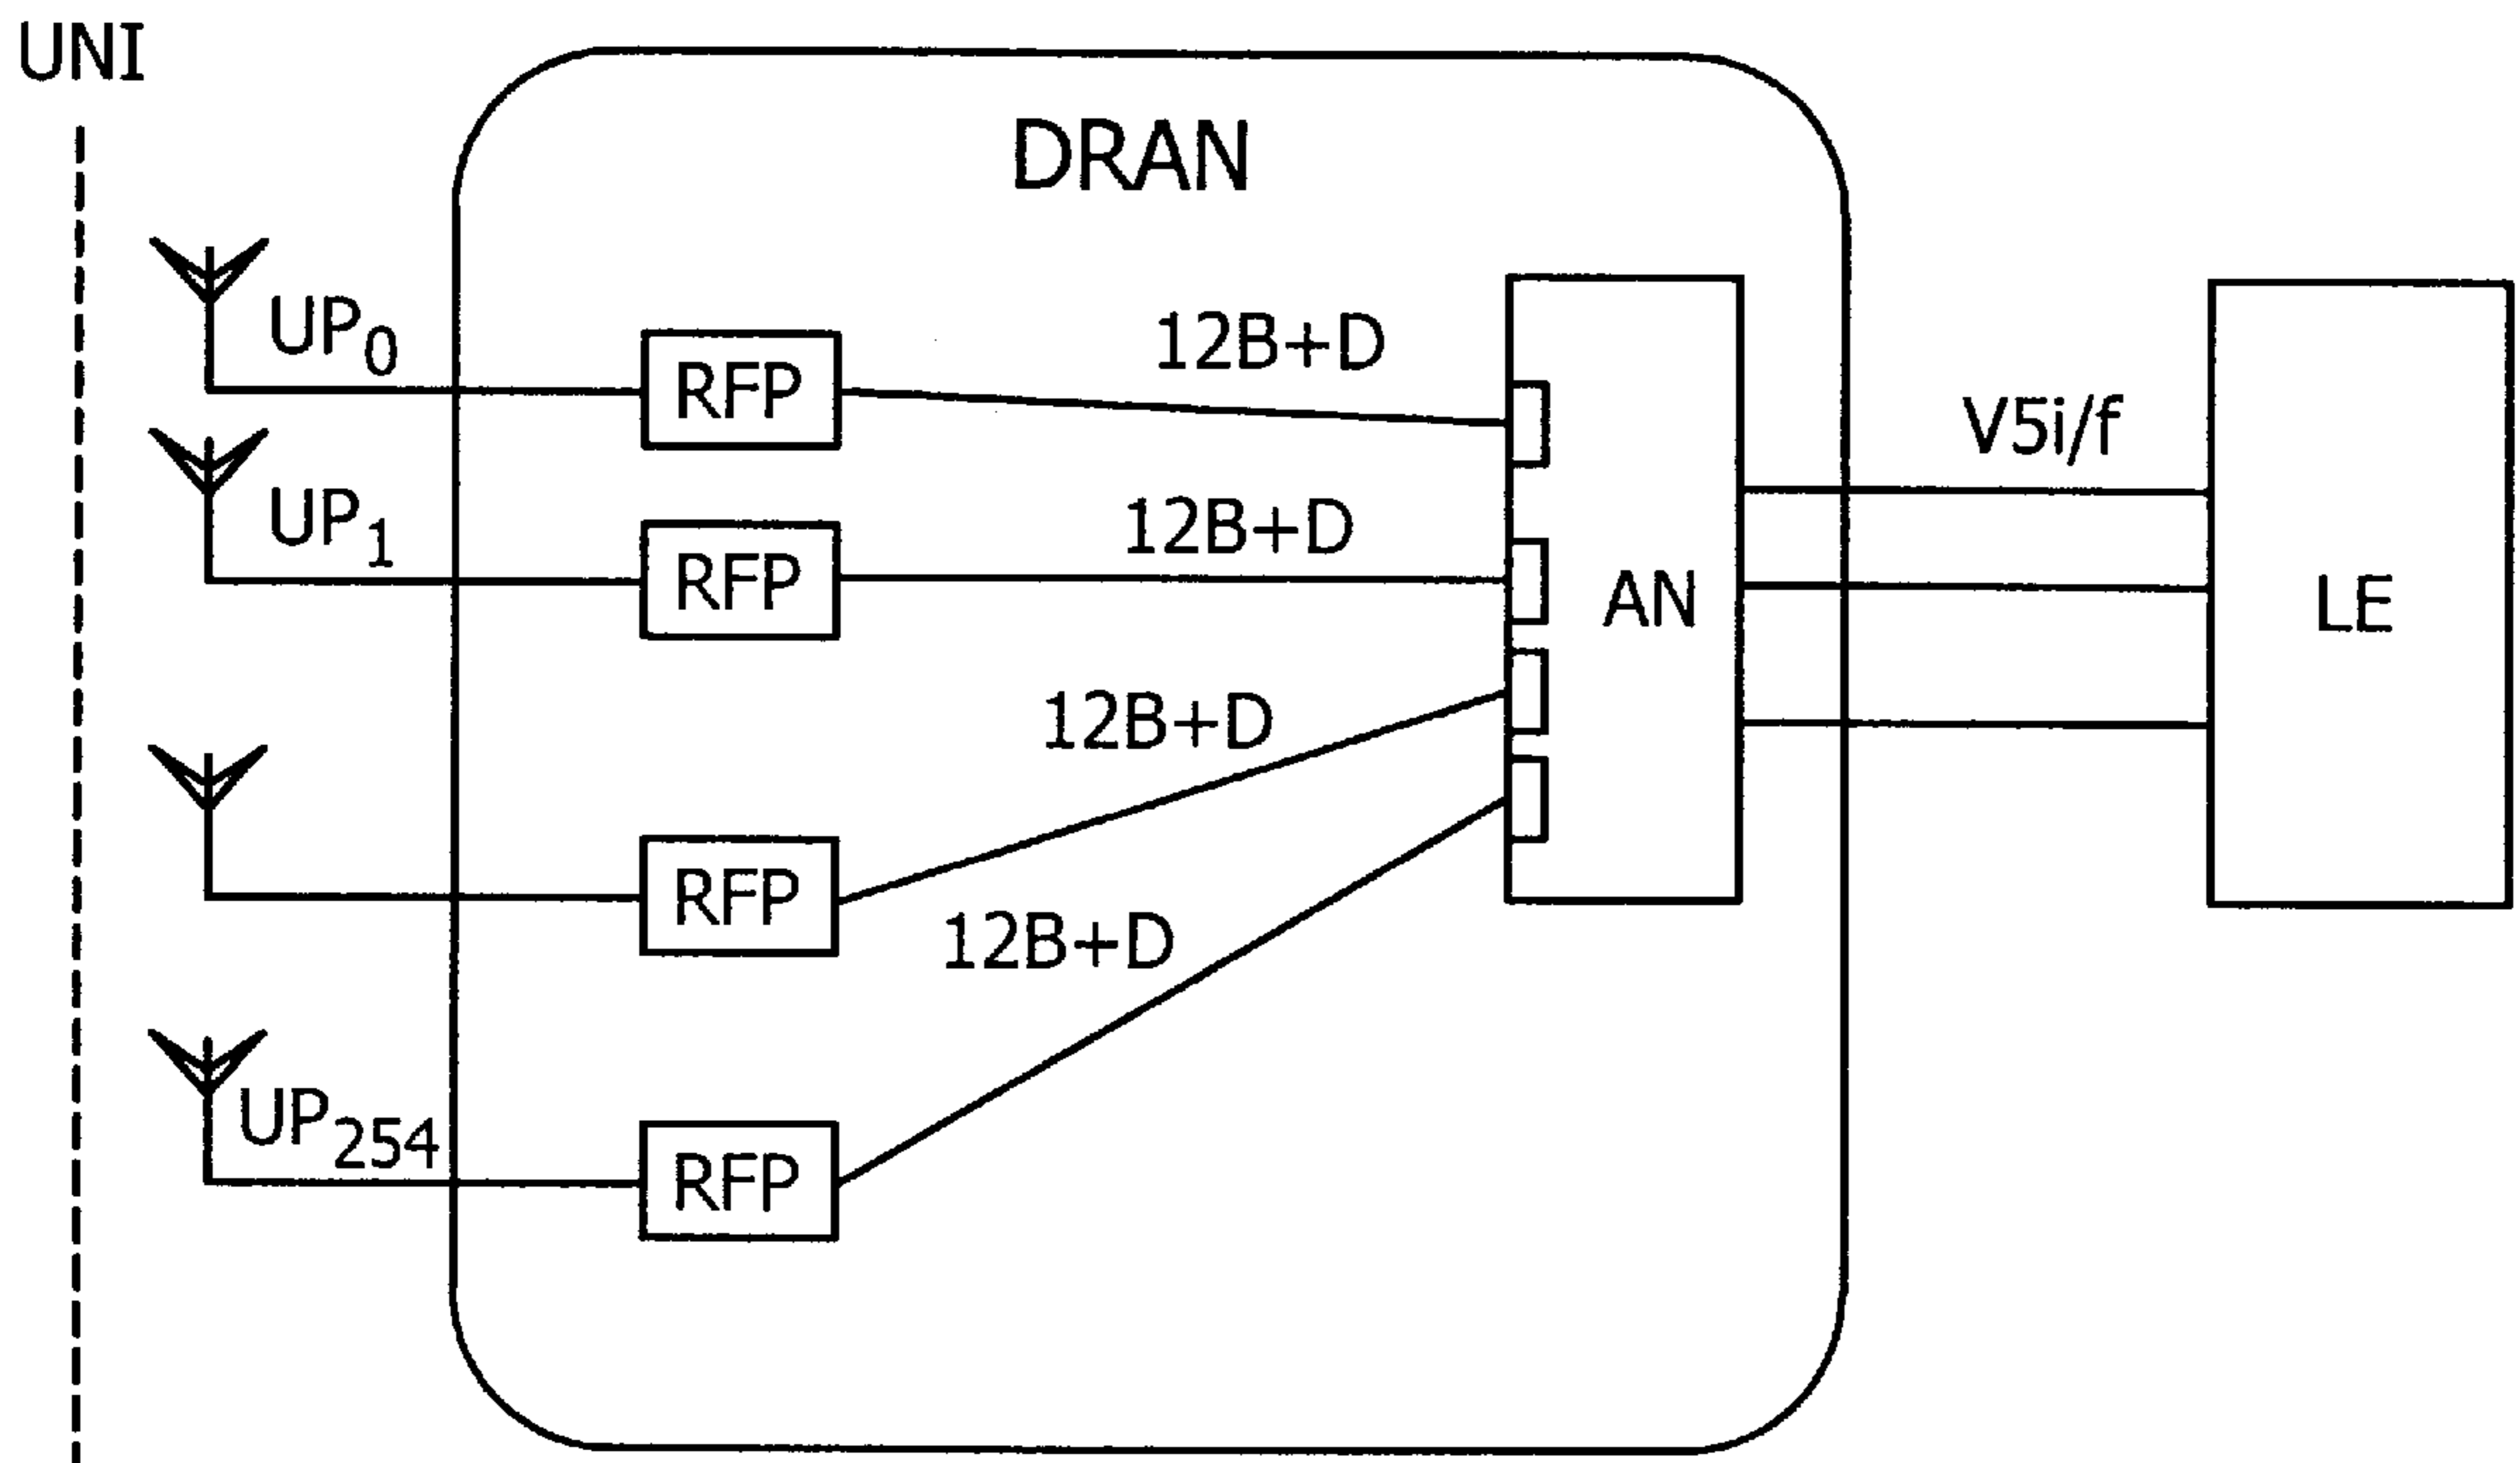 UNI
DRAN
UP0
RFP
12B+D
V5i/f
UP1
RFP
12B+D
AN
LE
12B+D
RFP
12B+D
UP254
RFP